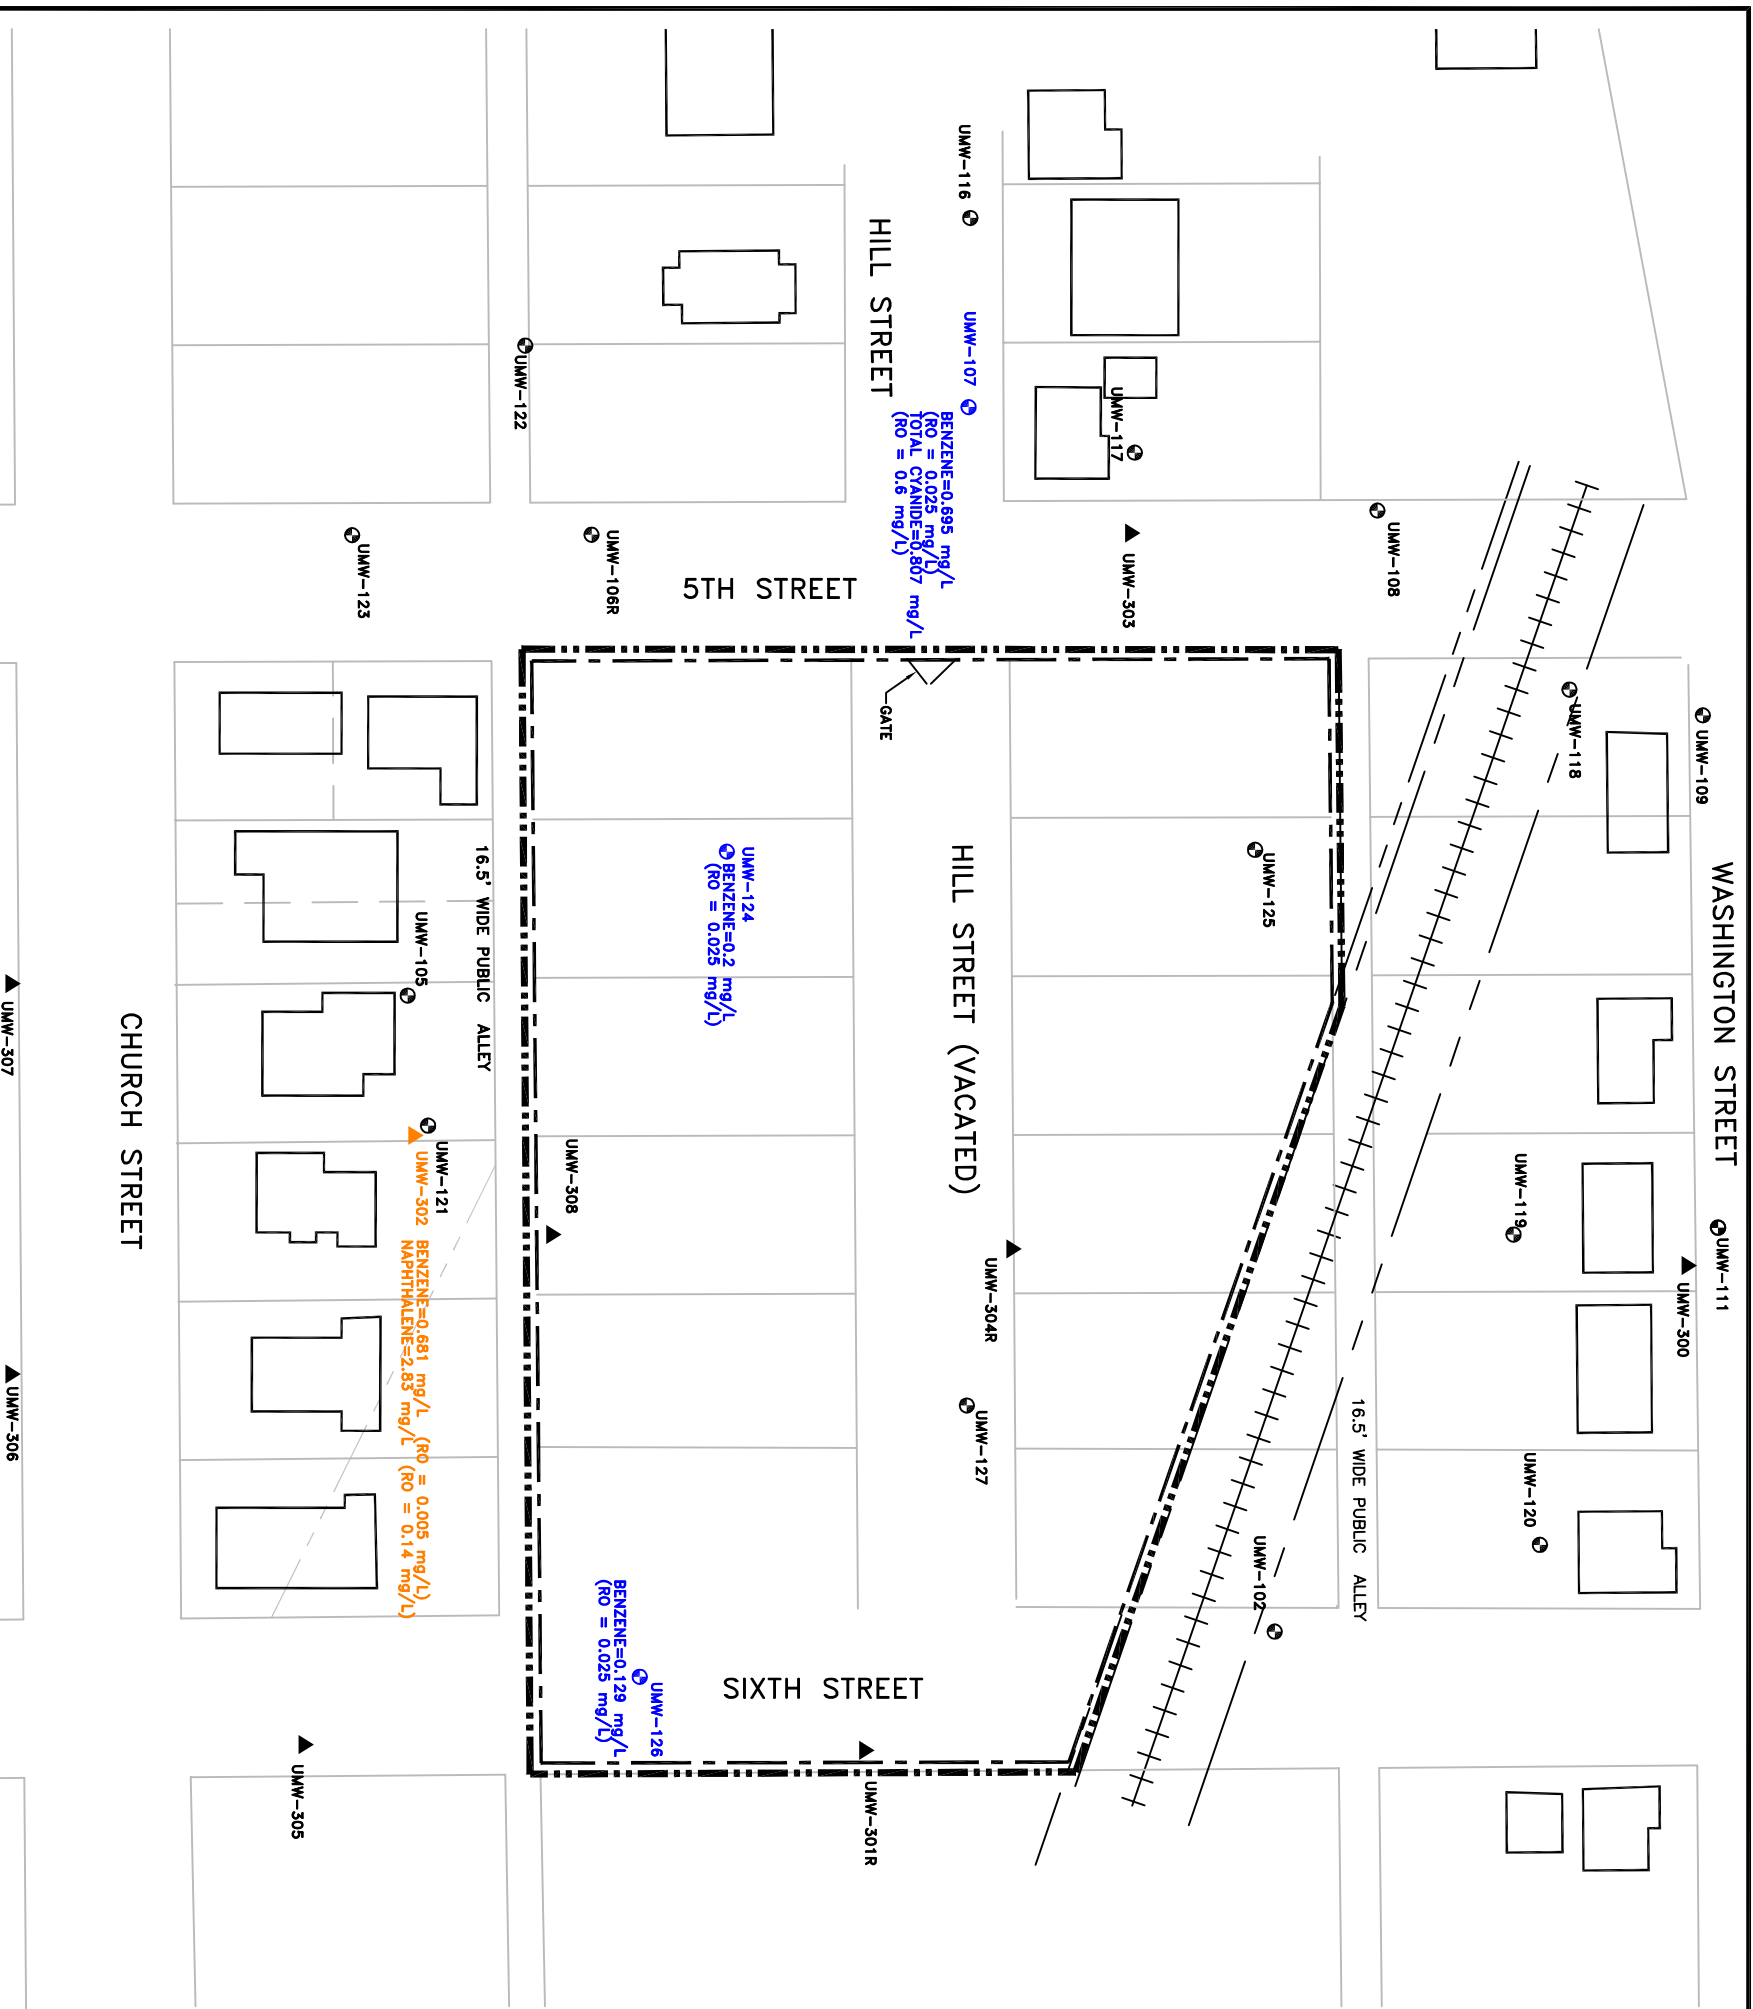 UMW-116
HILL STREET
UMW-107
BENZENE=0.695 mg/L
(RO = 0.025 mg/L)
TOTAL CYANIDE=0.807 mg/L
(RO = 0.6 mg/L)
UMW-117
UMW-122
UMW-123
UMW-106R
5TH STREET
UMW-303
UMW-108
GATE
UMW-118
UMW-109
WASHINGTON STREET
UMW-125
HILL STREET (VACATED)
UMW-124
BENZENE=0.2 mg/L
(RO = 0.025 mg/L)
16.5' WIDE PUBLIC ALLEY
UMW-105
CHURCH STREET
UMW-307
UMW-121
UMW-302 BENZENE=0.681 mg/L (RO = 0.005 mg/L)
NAPHTHALENE=2.83 mg/L (RO = 0.14 mg/L)
UMW-308
UMW-304R
UMW-119
UMW-111
UMW-300
UMW-306
UMW-127
16.5' WIDE PUBLIC ALLEY
UMW-120
UMW-102
BENZENE=0.129 mg/L
(RO = 0.025 mg/L)
UMW-126
SIXTH STREET
UMW-305
UMW-301R